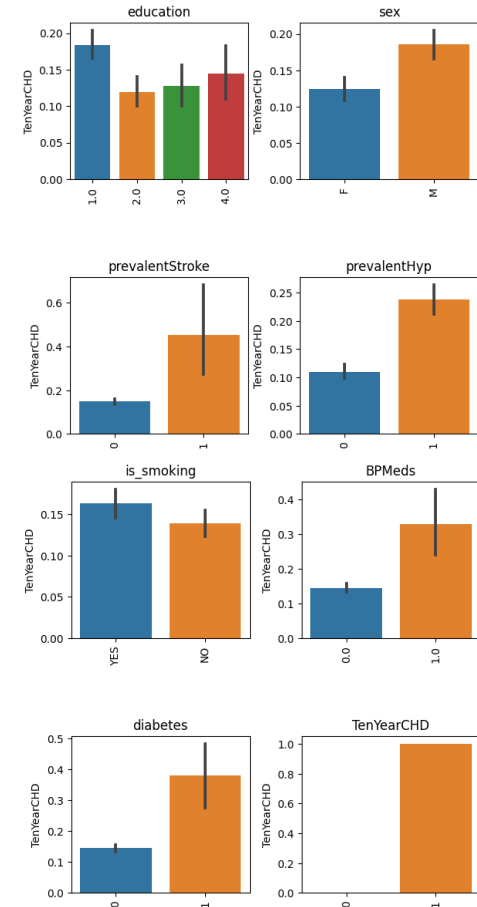 education
TenYearCHD
0.20
0.15
0.10
0.05
0.00
1.0
2.0
3.0
4.0
sex
TenYearCHD
0.20
0.15
0.10
0.05
0.00
F
M
prevalentStroke
TenYearCHD
0.6
0.4
0.2
0.0
0
1
prevalentHyp
TenYearCHD
0.25
0.20
0.15
0.10
0.05
0.00
0
1
is_smoking
TenYearCHD
0.15
0.10
0.05
0.00
YES
NO
BPMeds
TenYearCHD
0.4
0.3
0.2
0.1
0.0
0.0
1.0
diabetes
TenYearCHD
0.5
0.4
0.3
0.2
0.1
0.0
0
1
TenYearCHD
TenYearCHD
1.0
0.8
0.6
0.4
0.2
0.0
0
1